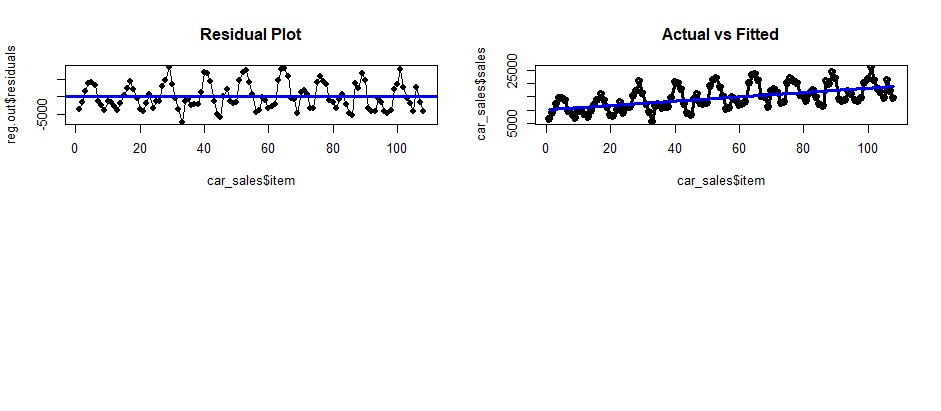 Residual Plot
reg.out$residuals
-5000
0 20 40 60 80 100
car_sales$item
Actual vs Fitted
car_sales$sales
5000 25000
0 20 40 60 80 100
car_sales$item